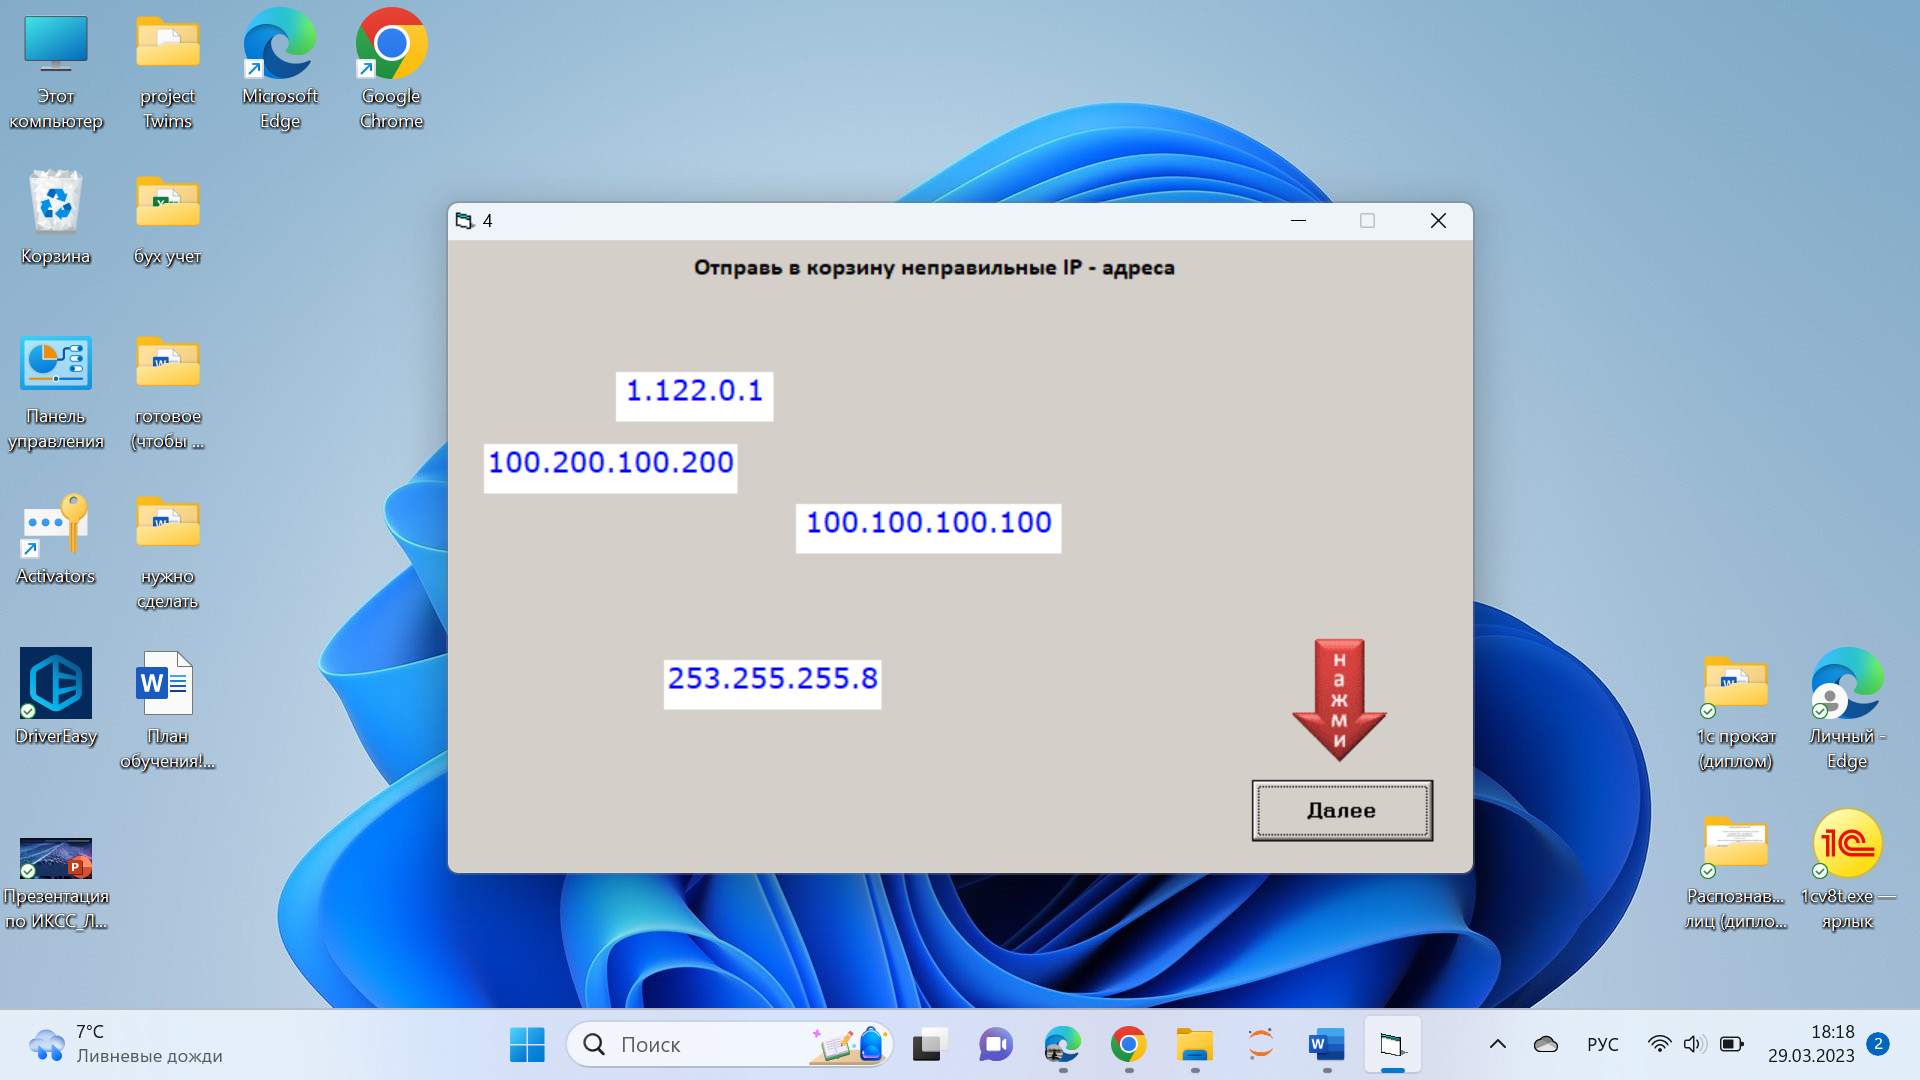 Этот
компьютер
project
Twims
Microsoft
Edge
Google
Chrome
Корзина
бух учет
Панель
управления
готовое
(чтобы ...
Activators
нужно
сделать
DriverEasy
План
обучения!...
Презентация
по ИКСС_Л...
4
Отправь в корзину неправильные IP - адреса
1.122.0.1
100.200.100.200
100.100.100.100
253.255.255.8
нажми
Далее
1с прокат
(диплом)
Личный -
Edge
Распознав...
лиц (дипло...
1cv8t.exe —
ярлык
7°C
Ливневые дожди
Поиск
РУС
18:18
29.03.2023
2